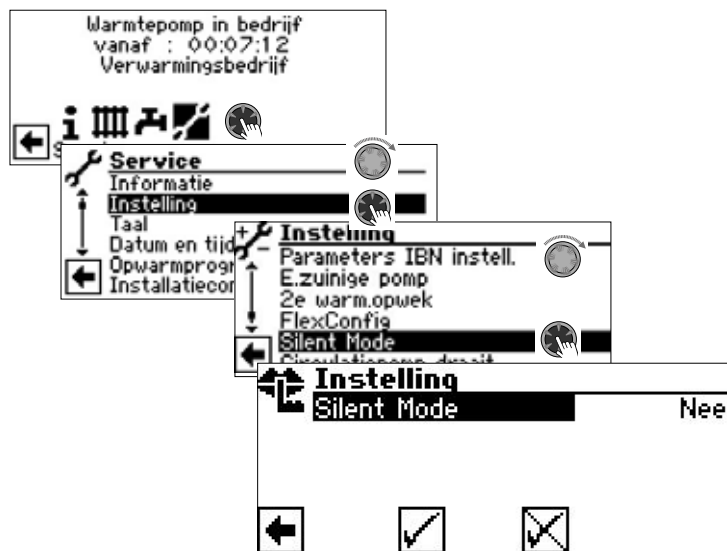 Warmtepomp in bedrijf
vanaf : 00:07:12
Verwarmingsbedrijf
Service
Informatie
Instelling
Taal
Datum en tijd
Instelling
Parameters IBN instell.
E.zuinige pomp
2e warm.opwek
FlexConfig
Silent Mode
Instelling
Silent Mode Nee